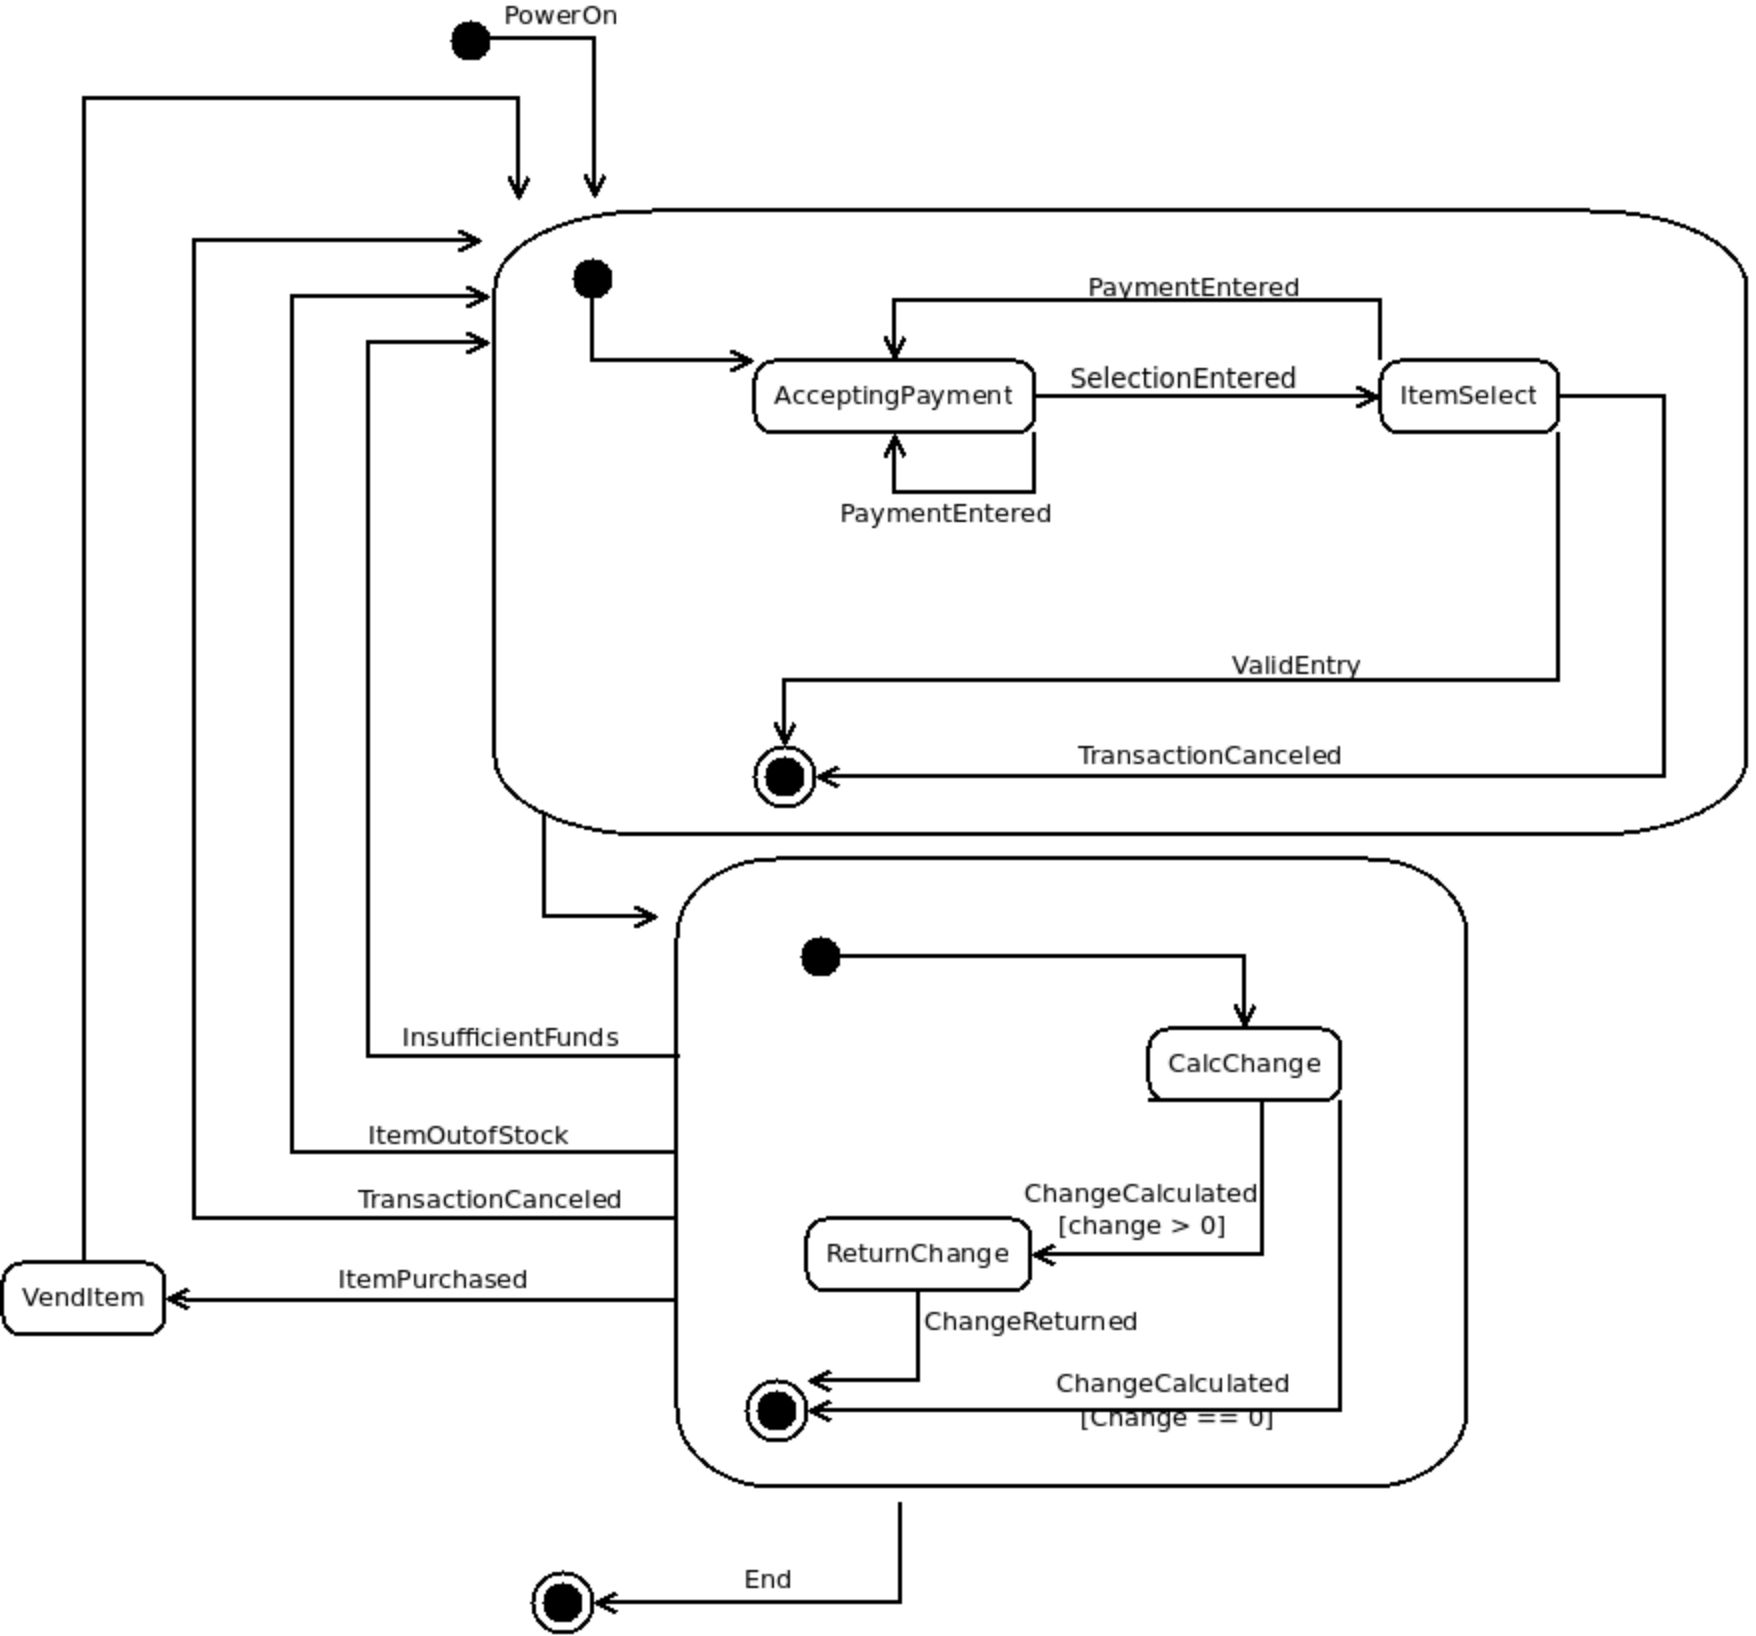 PowerOn
PaymentEntered
SelectionEntered
AcceptingPayment
ItemSelect
PaymentEntered
ValidEntry
TransactionCanceled
InsufficientFunds
CalcChange
ItemOutofStock
TransactionCanceled
ChangeCalculated
[change > 0]
ReturnChange
ItemPurchased
VendItem
ChangeReturned
ChangeCalculated
[Change == 0]
End